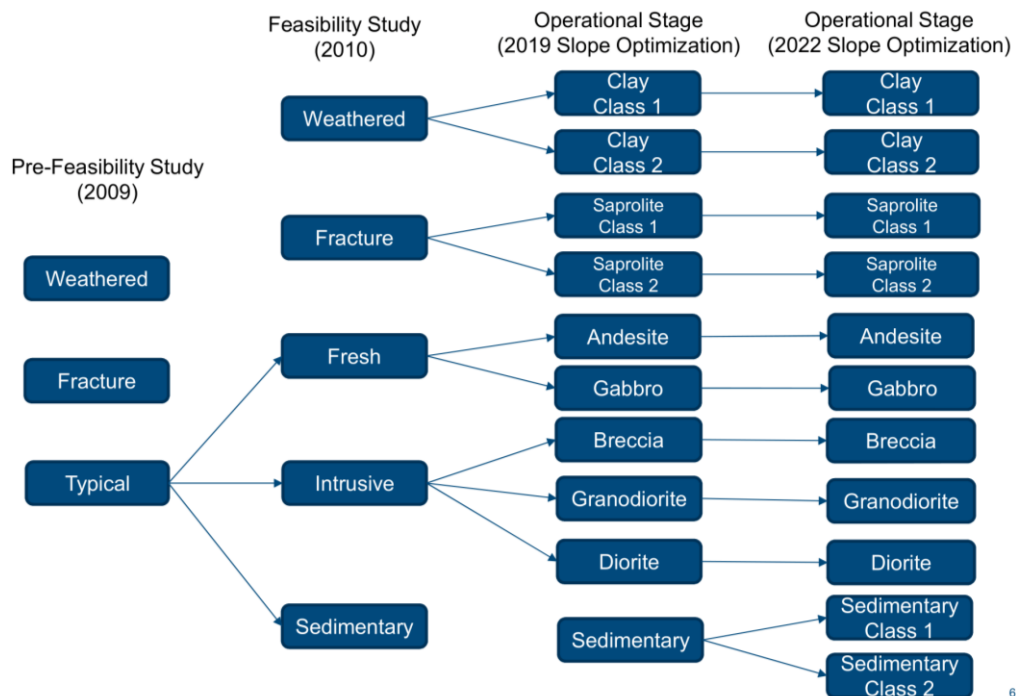 Pre-Feasibility Study
(2009)
Weathered
Fracture
Typical
Feasibility Study
(2010)
Weathered
Fracture
Fresh
Intrusive
Sedimentary
Operational Stage
(2019 Slope Optimization)
Clay
Class 1
Clay
Class 2
Saprolite
Class 1
Saprolite
Class 2
Andesite
Gabbro
Breccia
Granodiorite
Diorite
Sedimentary
Operational Stage
(2022 Slope Optimization)
Clay
Class 1
Clay
Class 2
Saprolite
Class 1
Saprolite
Class 2
Andesite
Gabbro
Breccia
Granodiorite
Diorite
Sedimentary
Class 1
Sedimentary
Class 2
6